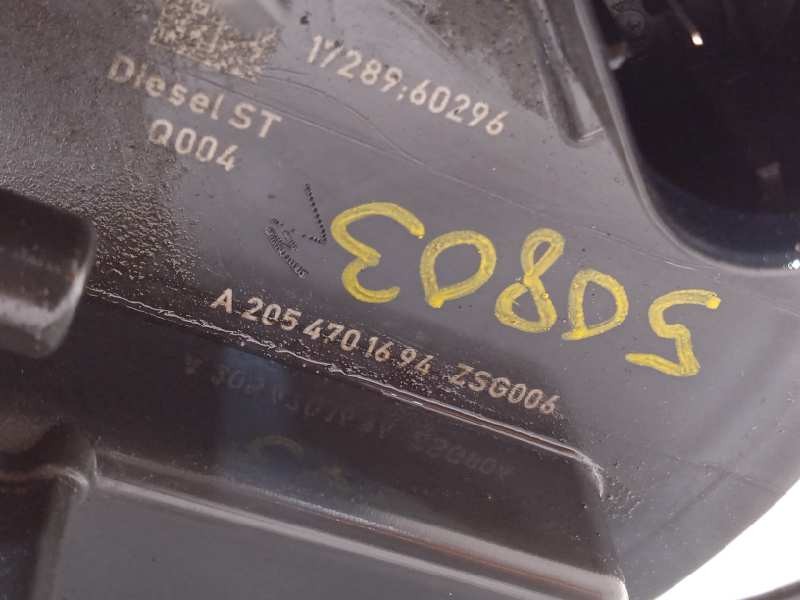 17289;60296
Diesel ST
Q004
50803
A 205 470 16 94 ZSG006